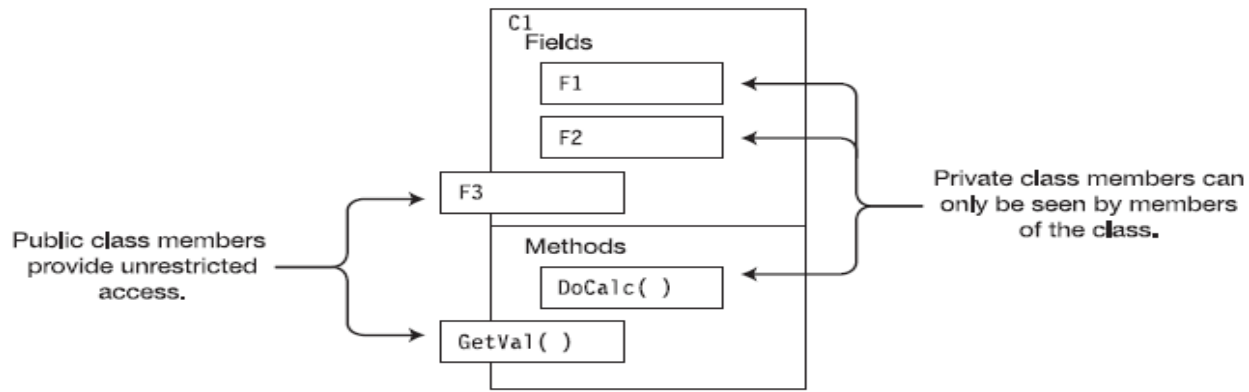 C1
Fields
F1
F2
F3
Methods
DoCalc( )
GetVal( )
Public class members
provide unrestricted
access.
Private class members can
only be seen by members
of the class.